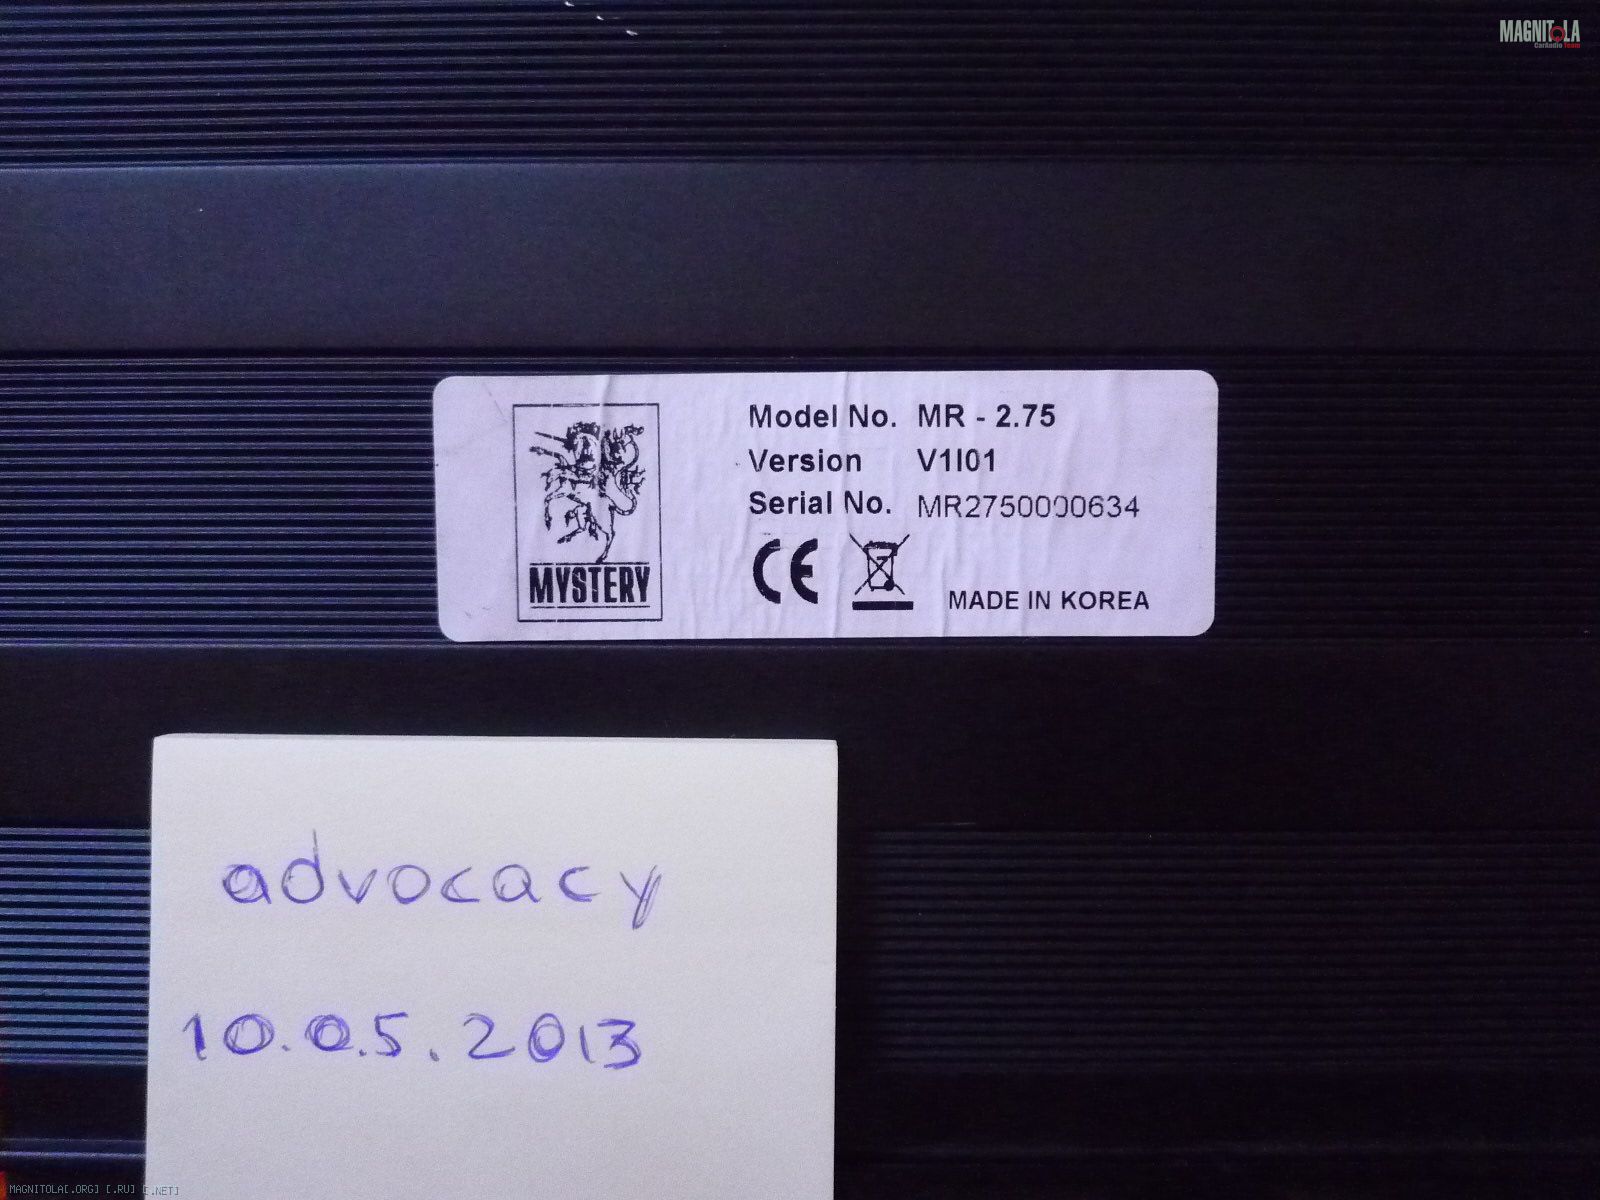 MAGNITOLA
CarAudio Team
Model No. MR - 2.75
Version V1I01
Serial No. MR2750000634
CE
MADE IN KOREA
MYSTERY
advocacy
10.05.2013
MAGNITOLA[.ORG] [.RU] [.NET]